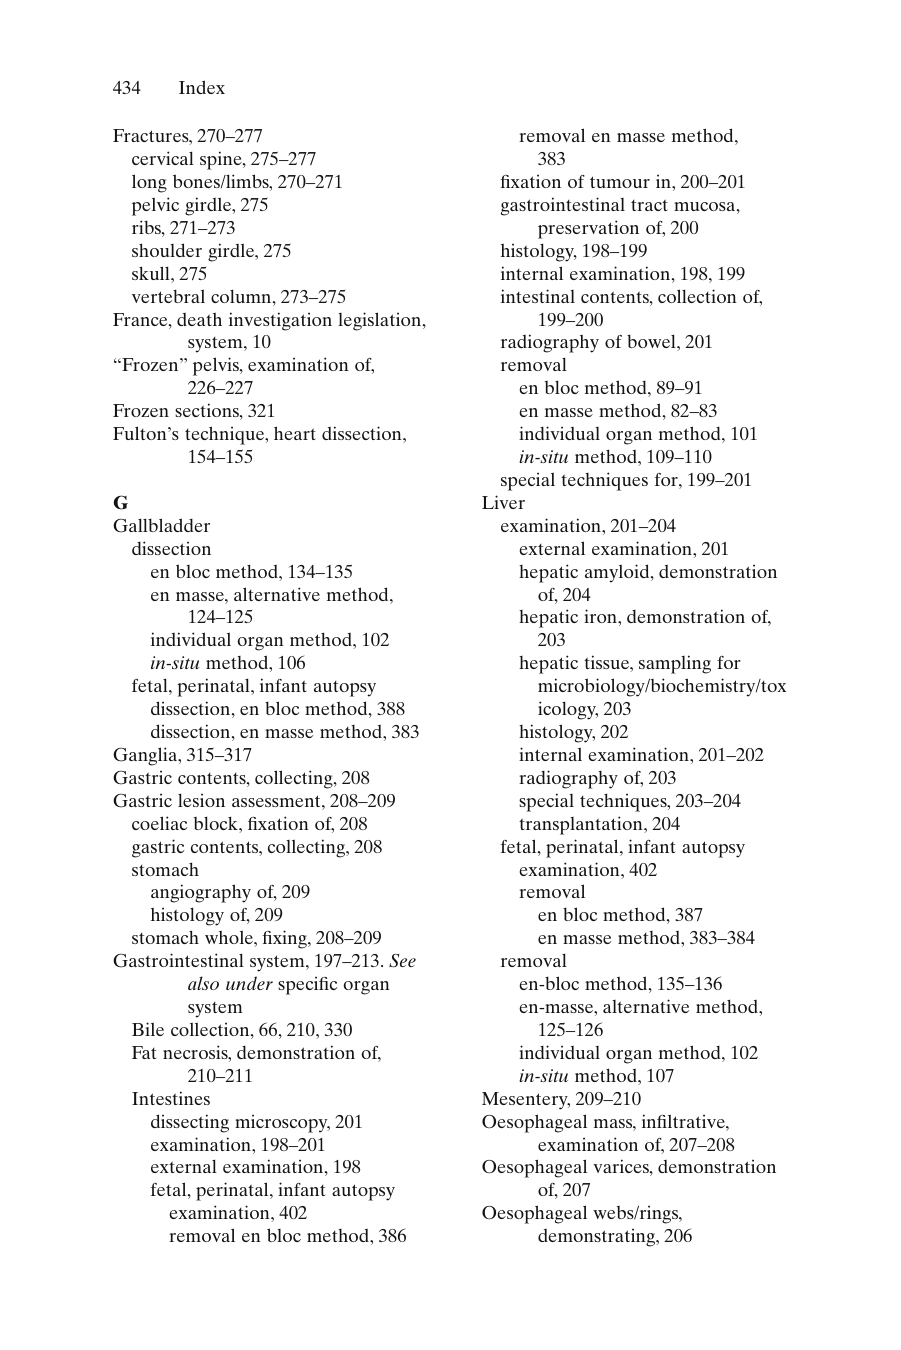 434 Index
Fractures, 270–277
cervical spine, 275–277
long bones/limbs, 270–271
pelvic girdle, 275
ribs, 271–273
shoulder girdle, 275
skull, 275
vertebral column, 273–275
France, death investigation legislation,
system, 10
“Frozen” pelvis, examination of,
226–227
Frozen sections, 321
Fulton’s technique, heart dissection,
154–155
G
Gallbladder
dissection
en bloc method, 134–135
en masse, alternative method,
124–125
individual organ method, 102
in-situ method, 106
fetal, perinatal, infant autopsy
dissection, en bloc method, 388
dissection, en masse method, 383
Ganglia, 315–317
Gastric contents, collecting, 208
Gastric lesion assessment, 208–209
coeliac block, fixation of, 208
gastric contents, collecting, 208
stomach
angiography of, 209
histology of, 209
stomach whole, fixing, 208–209
Gastrointestinal system, 197–213. See
also under specific organ
system
Bile collection, 66, 210, 330
Fat necrosis, demonstration of,
210–211
Intestines
dissecting microscopy, 201
examination, 198–201
external examination, 198
fetal, perinatal, infant autopsy
examination, 402
removal en bloc method, 386
removal en masse method,
383
fixation of tumour in, 200–201
gastrointestinal tract mucosa,
preservation of, 200
histology, 198–199
internal examination, 198, 199
intestinal contents, collection of,
199–200
radiography of bowel, 201
removal
en bloc method, 89–91
en masse method, 82–83
individual organ method, 101
in-situ method, 109–110
special techniques for, 199–201
Liver
examination, 201–204
external examination, 201
hepatic amyloid, demonstration
of, 204
hepatic iron, demonstration of,
203
hepatic tissue, sampling for
microbiology/biochemistry/tox
icology, 203
histology, 202
internal examination, 201–202
radiography of, 203
special techniques, 203–204
transplantation, 204
fetal, perinatal, infant autopsy
examination, 402
removal
en bloc method, 387
en masse method, 383–384
removal
en-bloc method, 135–136
en-masse, alternative method,
125–126
individual organ method, 102
in-situ method, 107
Mesentery, 209–210
Oesophageal mass, infiltrative,
examination of, 207–208
Oesophageal varices, demonstration
of, 207
Oesophageal webs/rings,
demonstrating, 206